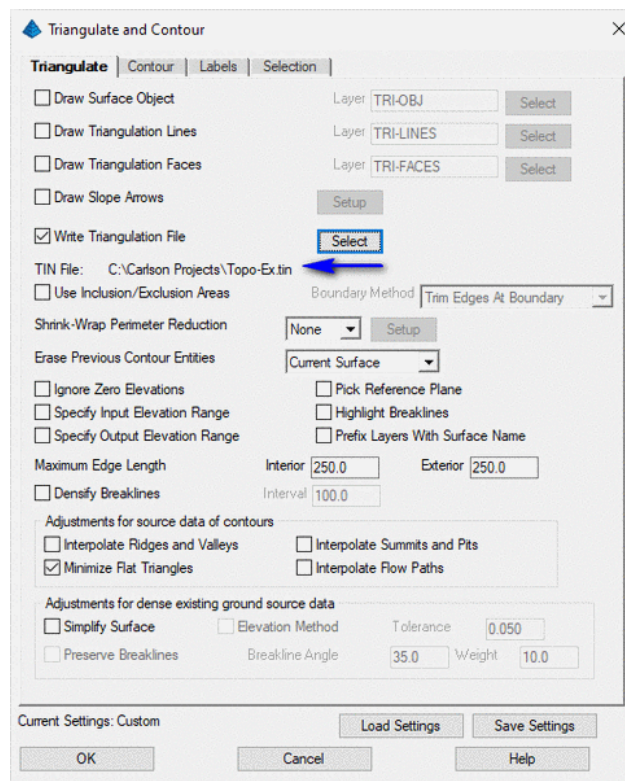 Triangulate and Contour
Triangulate Contour Labels Selection
Draw Surface Object Layer TRI-OBJ Select
Draw Triangulation Lines Layer TRI-LINES Select
Draw Triangulation Faces Layer TRI-FACES Select
Draw Slope Arrows Setup
Write Triangulation File Select
TIN File: C:\Carlson Projects\Topo-Ex.tin
Use Inclusion/Exclusion Areas Boundary Method Trim Edges At Boundary
Shrink-Wrap Perimeter Reduction None Setup
Erase Previous Contour Entities Current Surface
Ignore Zero Elevations Pick Reference Plane
Specify Input Elevation Range Highlight Breaklines
Specify Output Elevation Range Prefix Layers With Surface Name
Maximum Edge Length Interior 250.0 Exterior 250.0
Densify Breaklines Interval 100.0
Adjustments for source data of contours
Interpolate Ridges and Valleys Interpolate Summits and Pits
Minimize Flat Triangles Interpolate Flow Paths
Adjustments for dense existing ground source data
Simplify Surface Elevation Method Tolerance 0.050
Preserve Breaklines Breakline Angle 35.0 Weight 10.0
Current Settings: Custom Load Settings Save Settings
OK Cancel Help